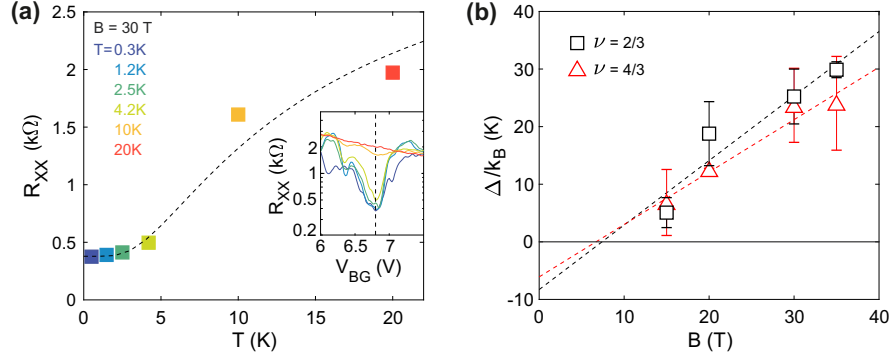 (a)
B = 30 T
T=0.3K
1.2K
2.5K
4.2K
10K
20K
R_XX (kΩ)
2.5
2
1.5
1
0.5
0
0 5 10 15 20
T (K)
R_XX (kΩ)
2
1
0.5
0.2
6 6.5 7
V_BG (V)
(b)
ν = 2/3
ν = 4/3
Δ/k_B (K)
40
30
20
10
0
-10
0 10 20 30 40
B (T)